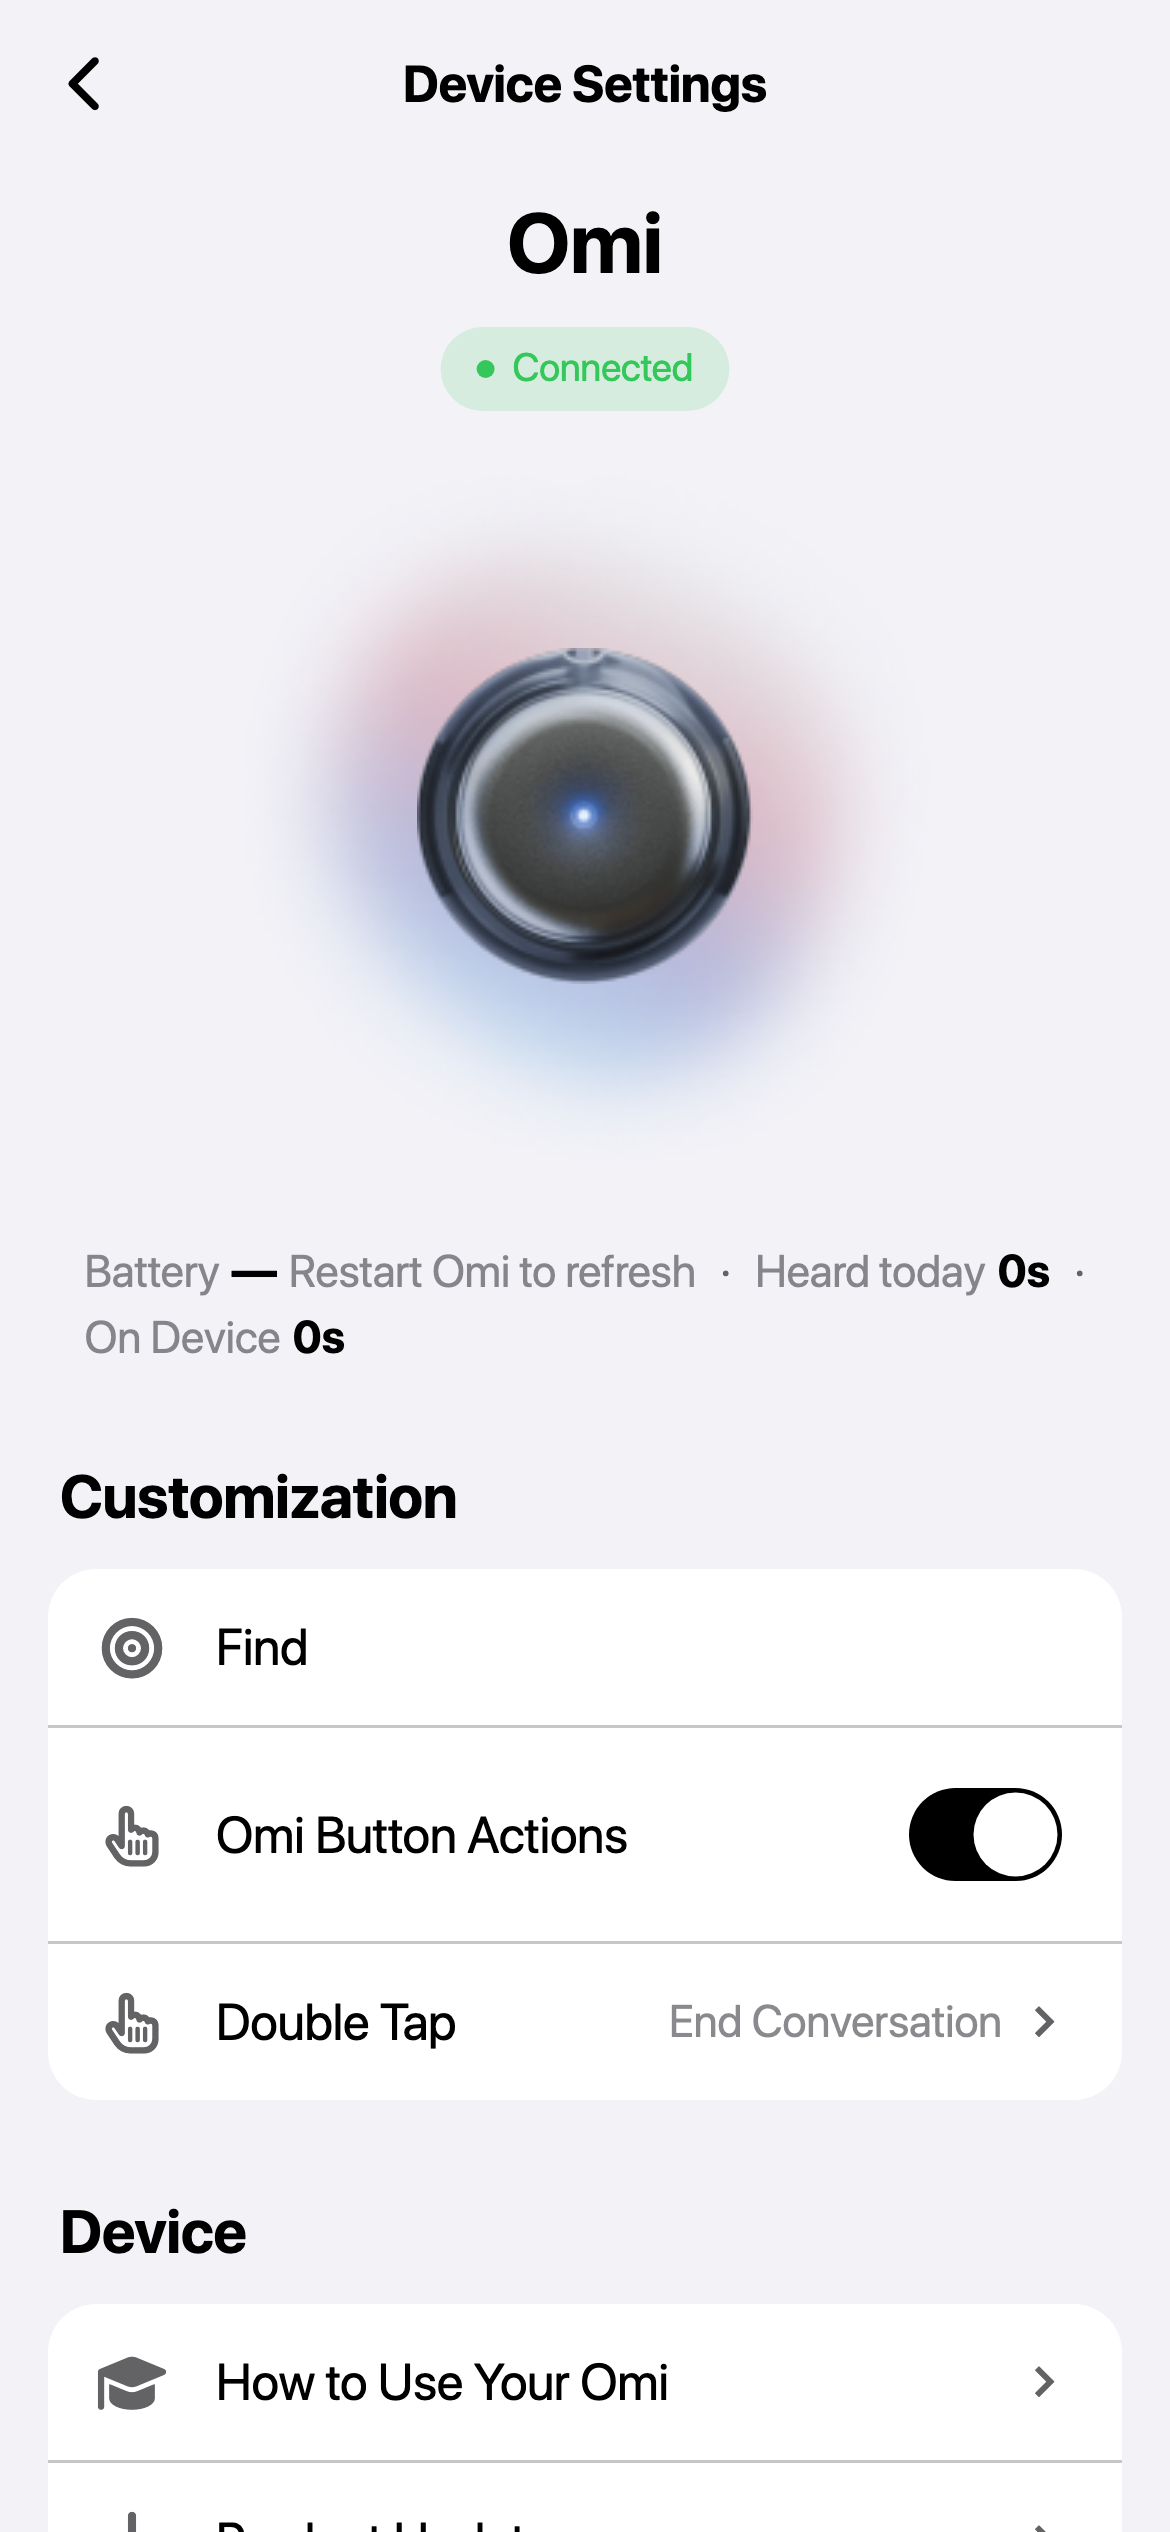 Device Settings
Omi
Connected
Battery — Restart Omi to refresh · Heard today 0s ·
On Device 0s
Customization
Find
Omi Button Actions
Double Tap End Conversation
Device
How to Use Your Omi